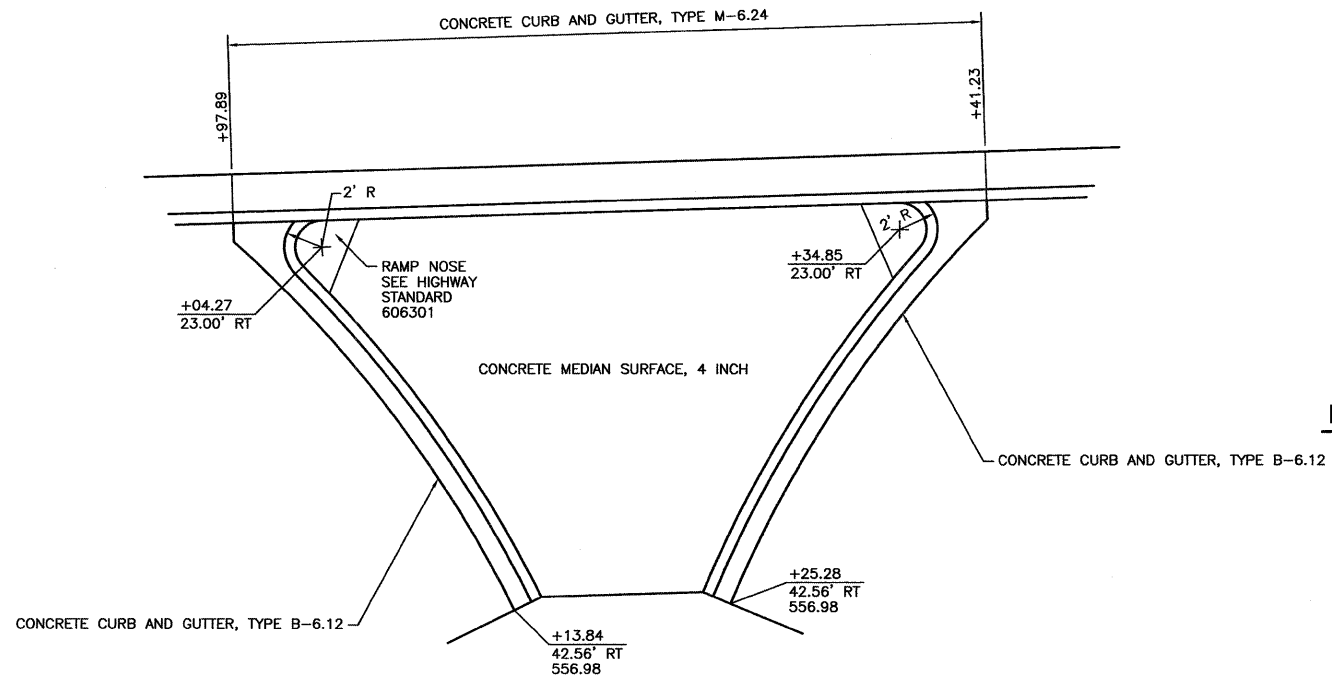 CONCRETE CURB AND GUTTER, TYPE M-6.24
+97.89
+41.23
2' R
2' R
RAMP NOSE
SEE HIGHWAY
STANDARD
606301
+34.85
23.00' RT
+04.27
23.00' RT
CONCRETE MEDIAN SURFACE, 4 INCH
CONCRETE CURB AND GUTTER, TYPE B-6.12
+25.28
42.56' RT
556.98
CONCRETE CURB AND GUTTER, TYPE B-6.12
+13.84
42.56' RT
556.98